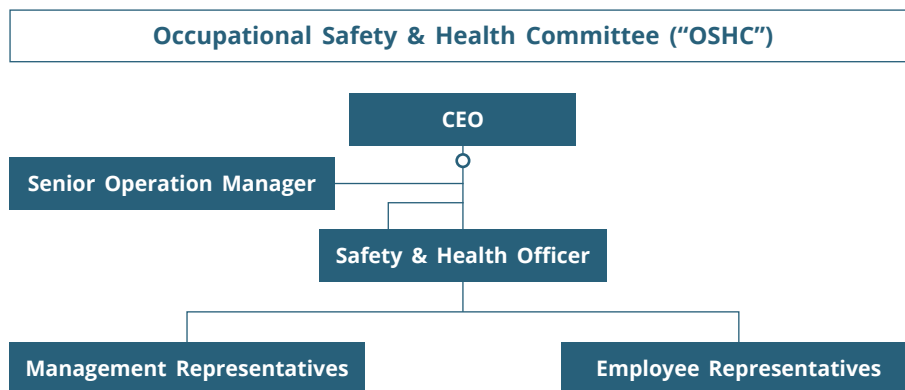 Occupational Safety & Health Committee (“OSHC”)
CEO
Senior Operation Manager
Safety & Health Officer
Management Representatives
Employee Representatives